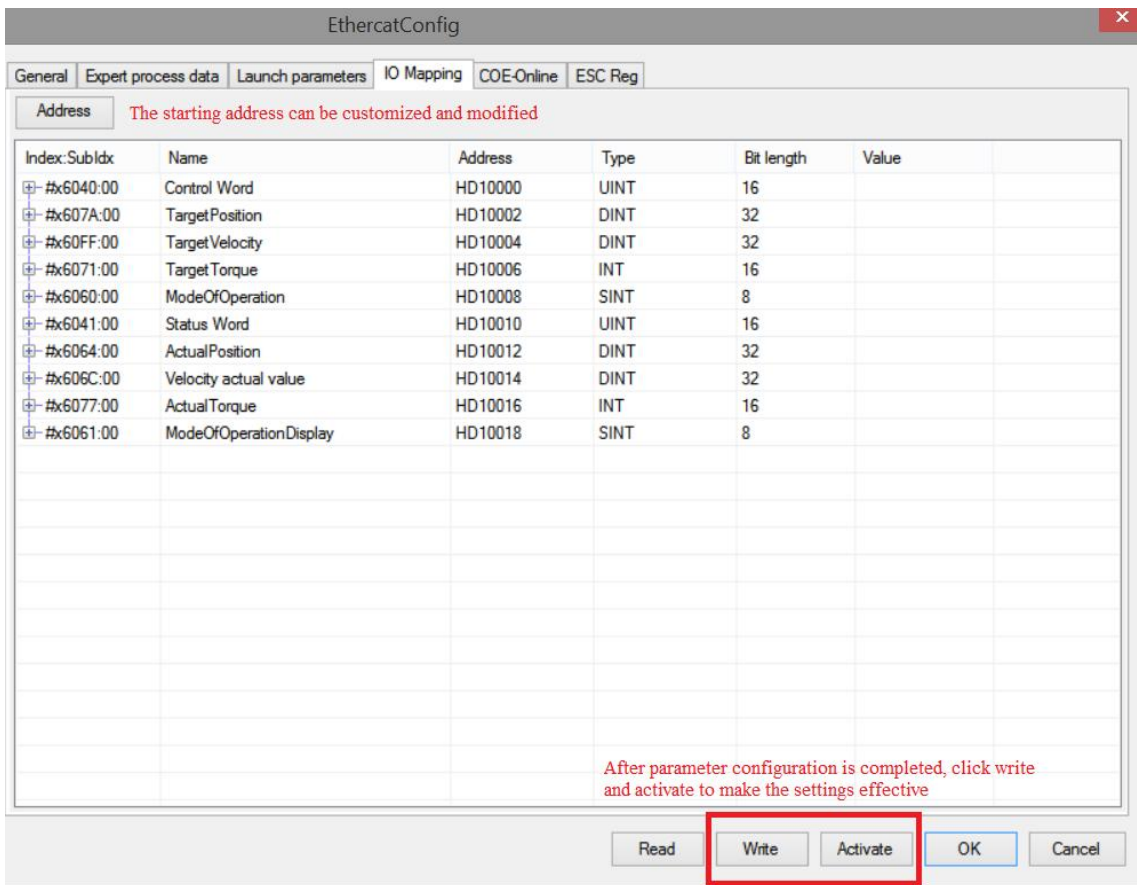 EthercatConfig
General Expert process data Launch parameters IO Mapping COE-Online ESC Reg
Address The starting address can be customized and modified
Index:SubIdx Name Address Type Bit length Value
#x6040:00 Control Word HD10000 UINT 16
#x607A:00 TargetPosition HD10002 DINT 32
#x60FF:00 TargetVelocity HD10004 DINT 32
#x6071:00 TargetTorque HD10006 INT 16
#x6060:00 ModeOfOperation HD10008 SINT 8
#x6041:00 Status Word HD10010 UINT 16
#x6064:00 ActualPosition HD10012 DINT 32
#x606C:00 Velocity actual value HD10014 DINT 32
#x6077:00 ActualTorque HD10016 INT 16
#x6061:00 ModeOfOperationDisplay HD10018 SINT 8
After parameter configuration is completed, click write
and activate to make the settings effective
Read Write Activate OK Cancel